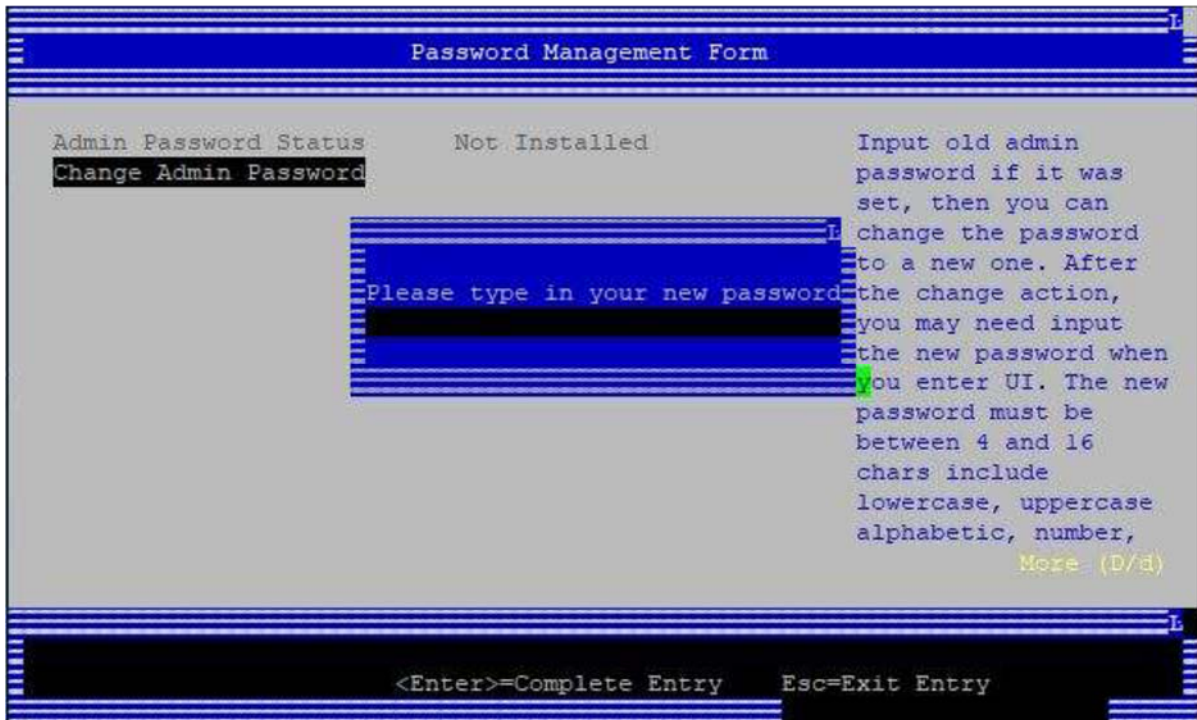 Password Management Form
Admin Password Status Not Installed
Change Admin Password
Please type in your new password
Input old admin
password if it was
set, then you can
change the password
to a new one. After
the change action,
you may need input
the new password when
you enter UI. The new
password must be
between 4 and 16
chars include
lowercase, uppercase
alphabetic, number,
More (D/d)
<Enter>=Complete Entry Esc=Exit Entry